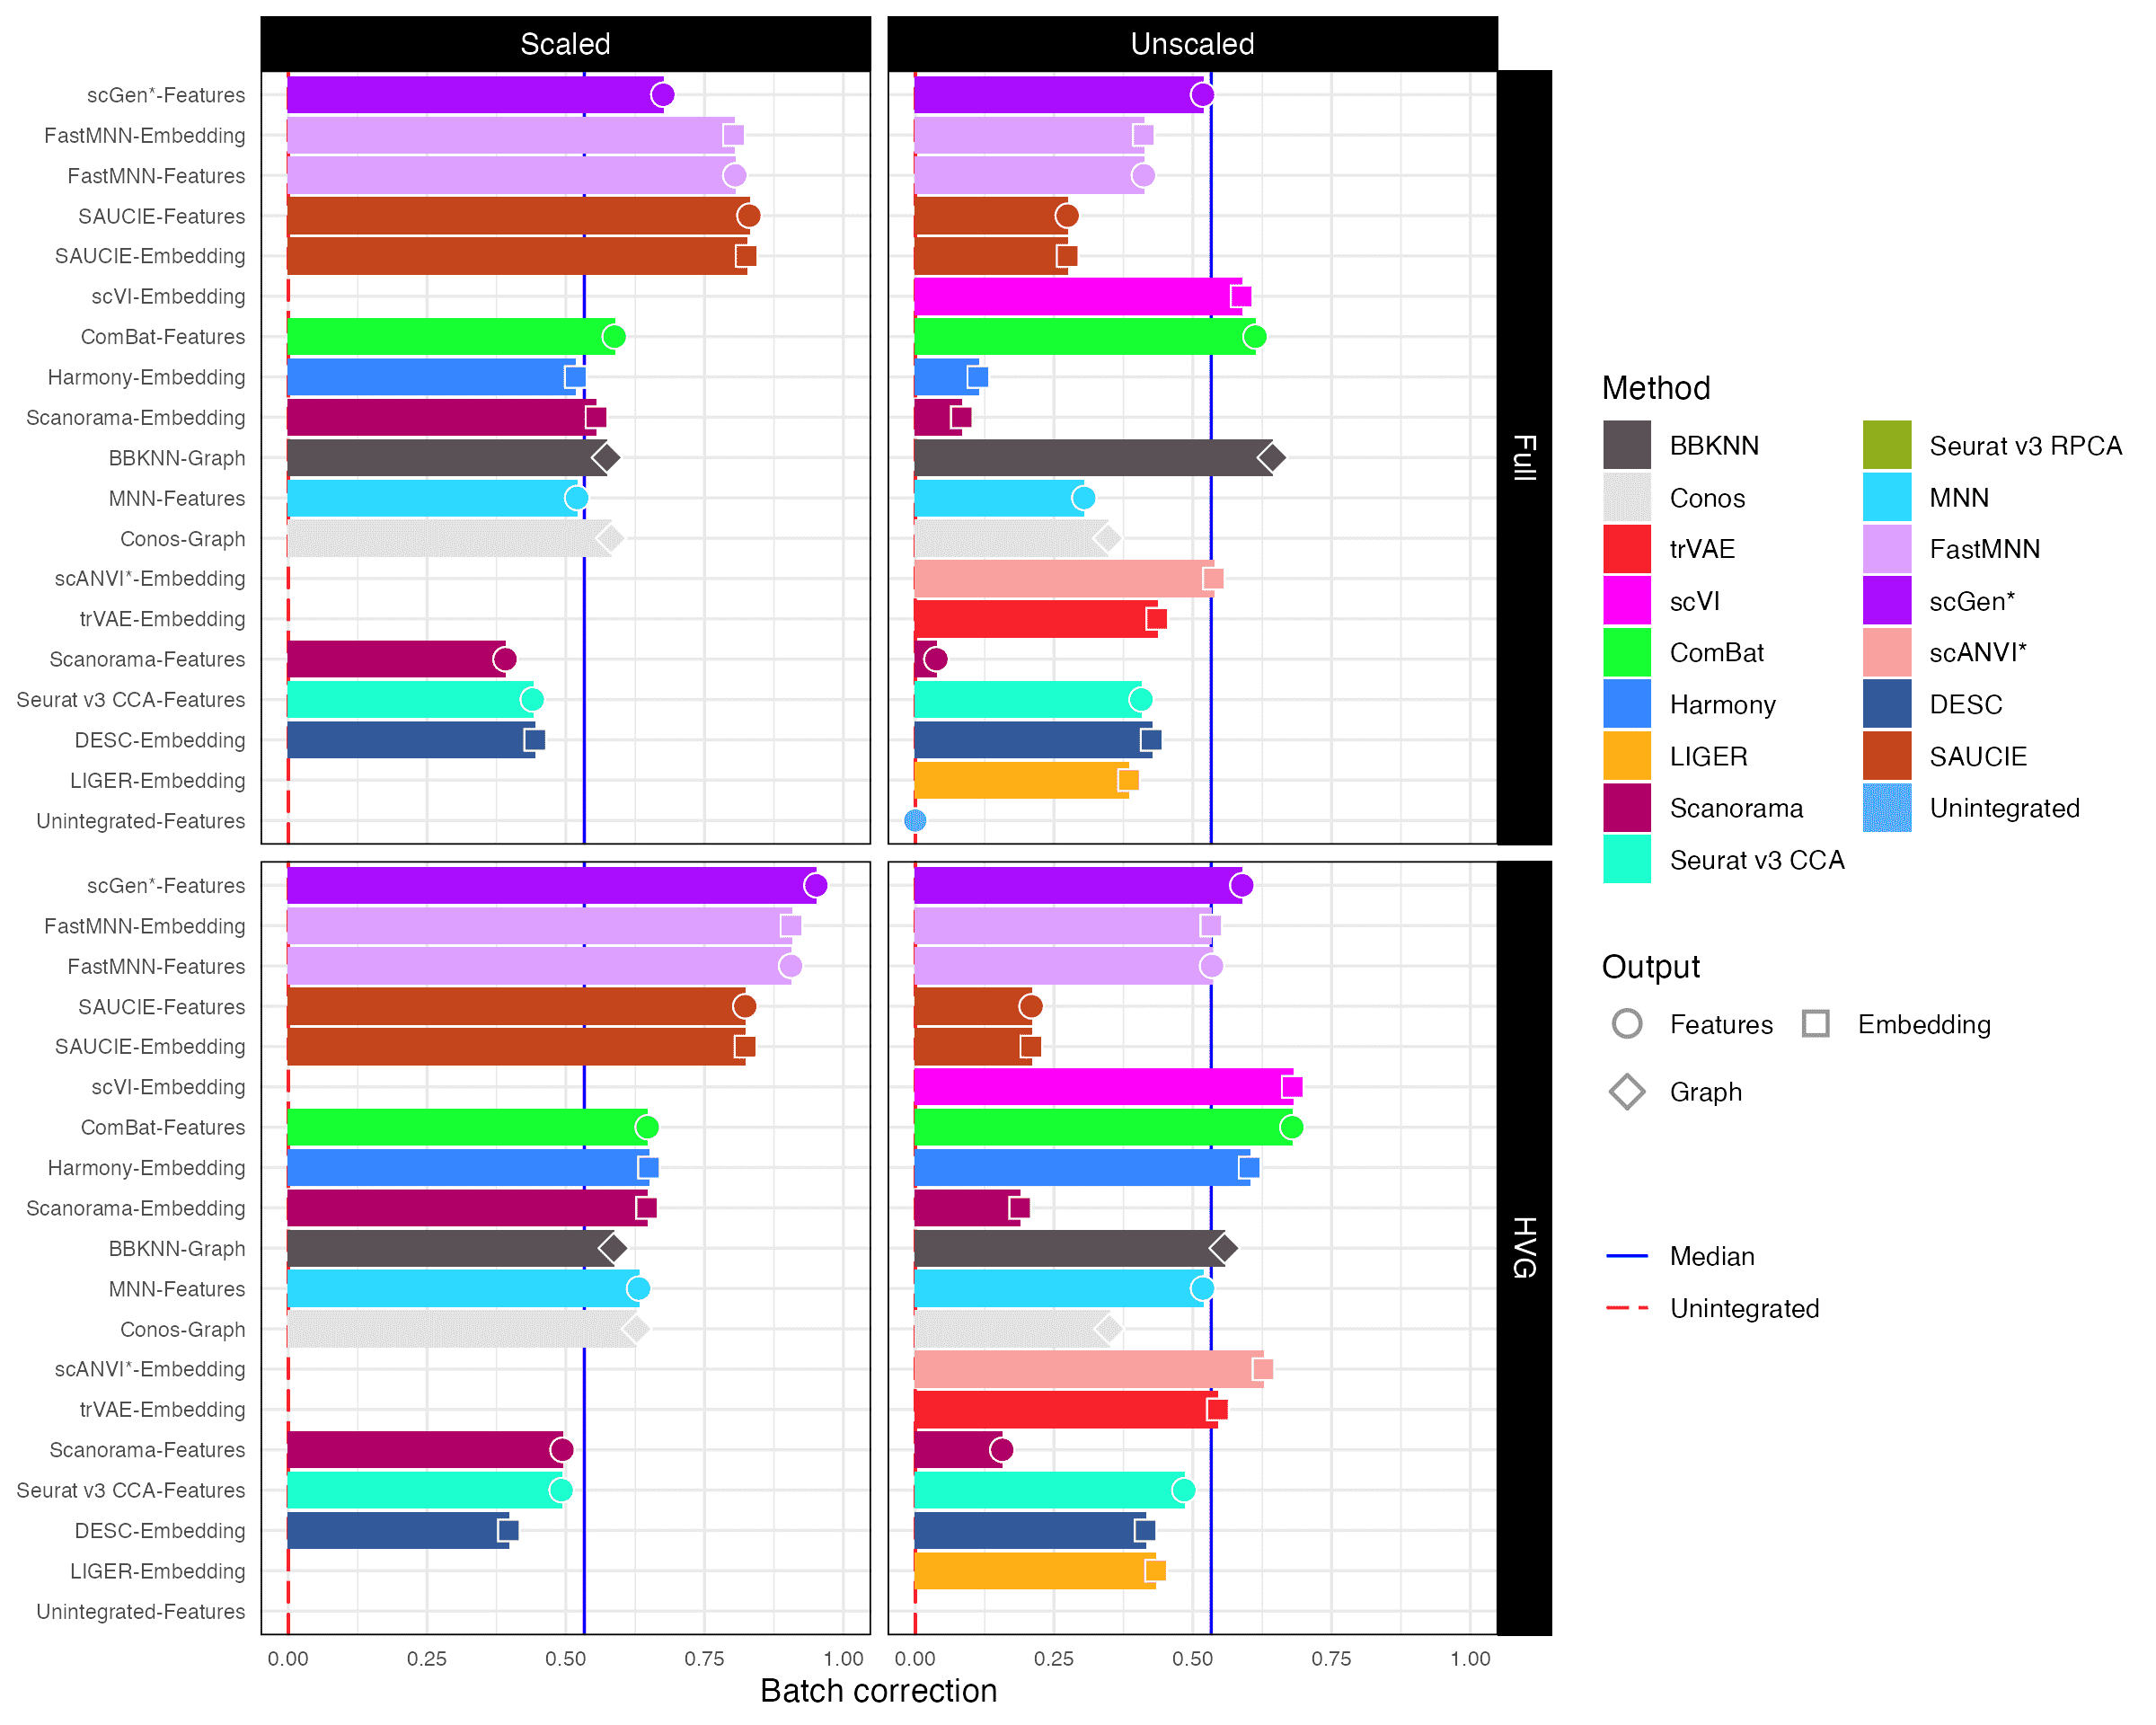 Scaled
Unscaled
scGen*-Features
FastMNN-Embedding
FastMNN-Features
SAUCIE-Features
SAUCIE-Embedding
scVI-Embedding
ComBat-Features
Harmony-Embedding
Scanorama-Embedding
BBKNN-Graph
MNN-Features
Conos-Graph
scANVI*-Embedding
trVAE-Embedding
Scanorama-Features
Seurat v3 CCA-Features
DESC-Embedding
LIGER-Embedding
Unintegrated-Features
Full
scGen*-Features
FastMNN-Embedding
FastMNN-Features
SAUCIE-Features
SAUCIE-Embedding
scVI-Embedding
ComBat-Features
Harmony-Embedding
Scanorama-Embedding
BBKNN-Graph
MNN-Features
Conos-Graph
scANVI*-Embedding
trVAE-Embedding
Scanorama-Features
Seurat v3 CCA-Features
DESC-Embedding
LIGER-Embedding
Unintegrated-Features
HVG
0.00 0.25 0.50 0.75 1.00
0.00 0.25 0.50 0.75 1.00
Batch correction
Method
BBKNN
Conos
trVAE
scVI
ComBat
Harmony
LIGER
Scanorama
Seurat v3 CCA
Seurat v3 RPCA
MNN
FastMNN
scGen*
scANVI*
DESC
SAUCIE
Unintegrated
Output
Features
Embedding
Graph
Median
Unintegrated